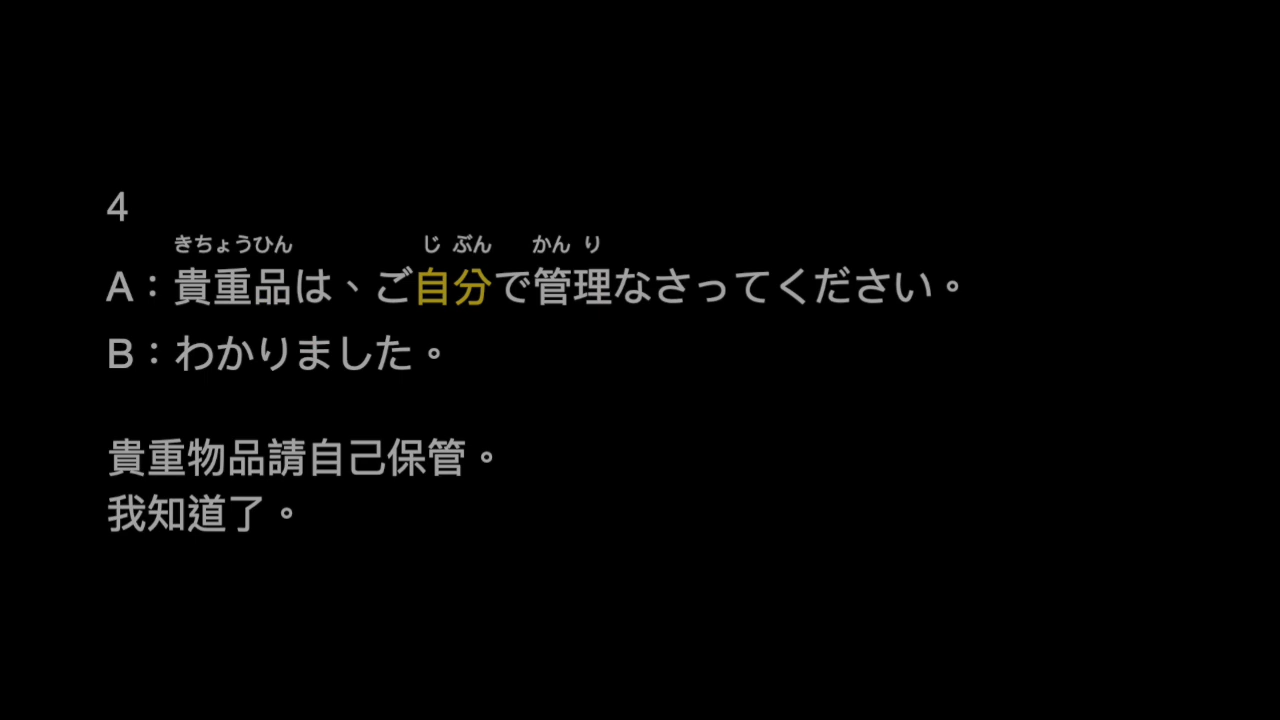 4
きちょうひん じ ぶん かん り
A：貴重品は、ご自分で管理なさってください。
B：わかりました。
貴重物品請自己保管。
我知道了。